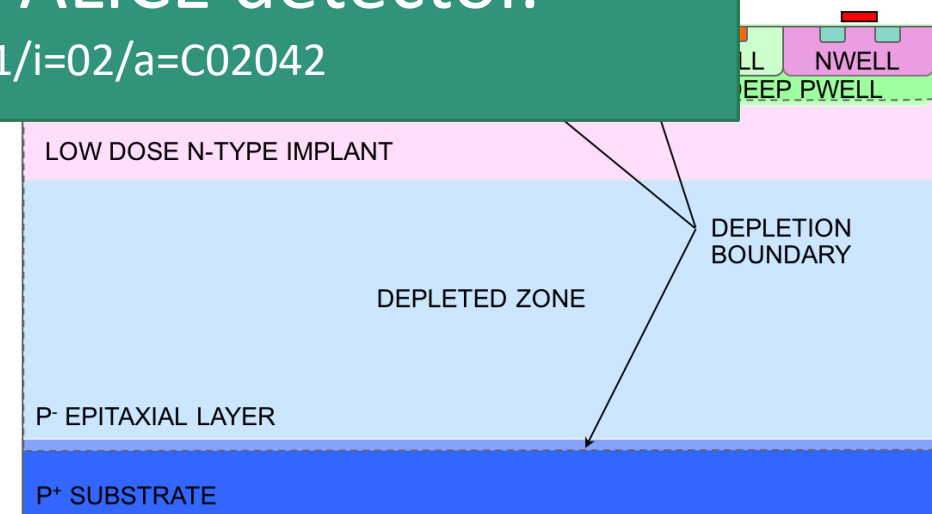 ALICE detector.
1/i=02/a=C02042
LL
NWELL
DEEP PWELL
LOW DOSE N-TYPE IMPLANT
DEPLETION
BOUNDARY
DEPLETED ZONE
P- EPITAXIAL LAYER
P+ SUBSTRATE